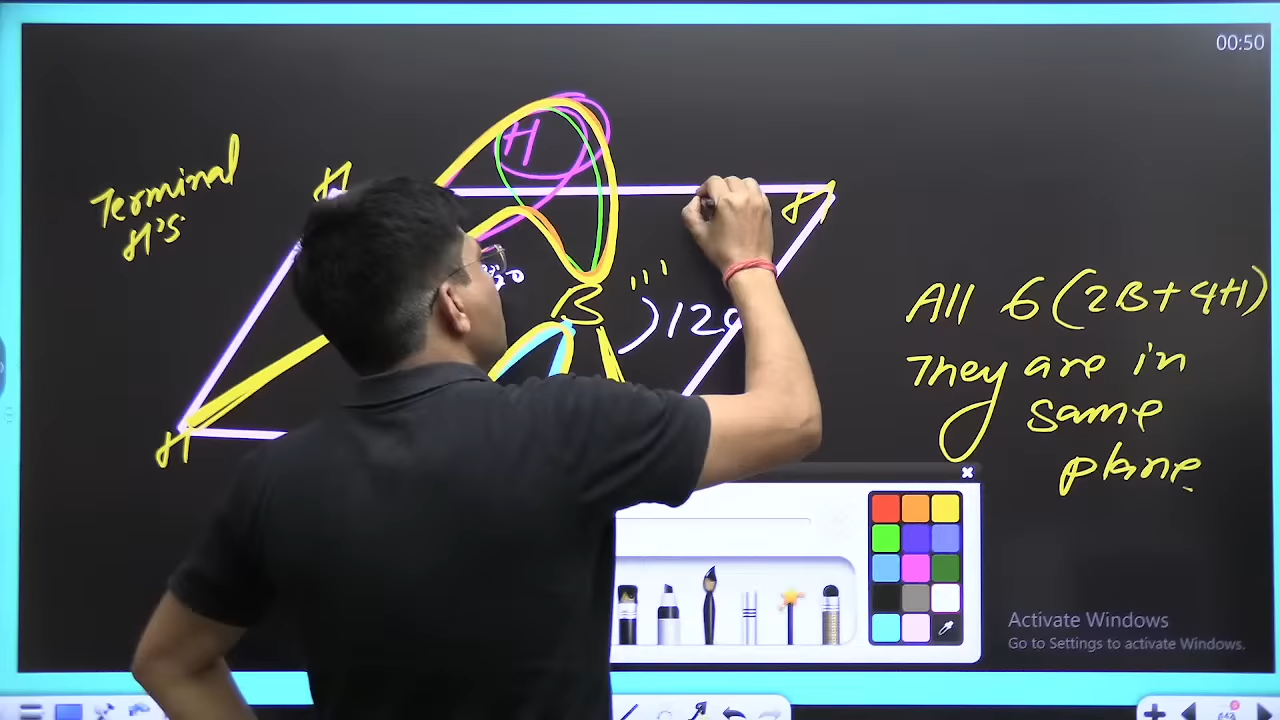 00:50
Terminal
H's
H
H
H
B
)12
H
All 6 (2B+4H)
They are in
same
plane
Activate Windows
Go to Settings to activate Windows.